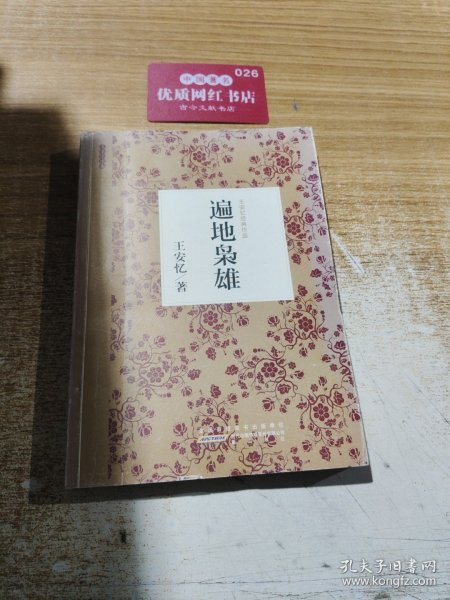 中国書名
026
优质网红书店
古今文献书店
王安忆经典作品
遍地枭雄
王安忆/著
孔夫子旧书网
www.kongfz.com